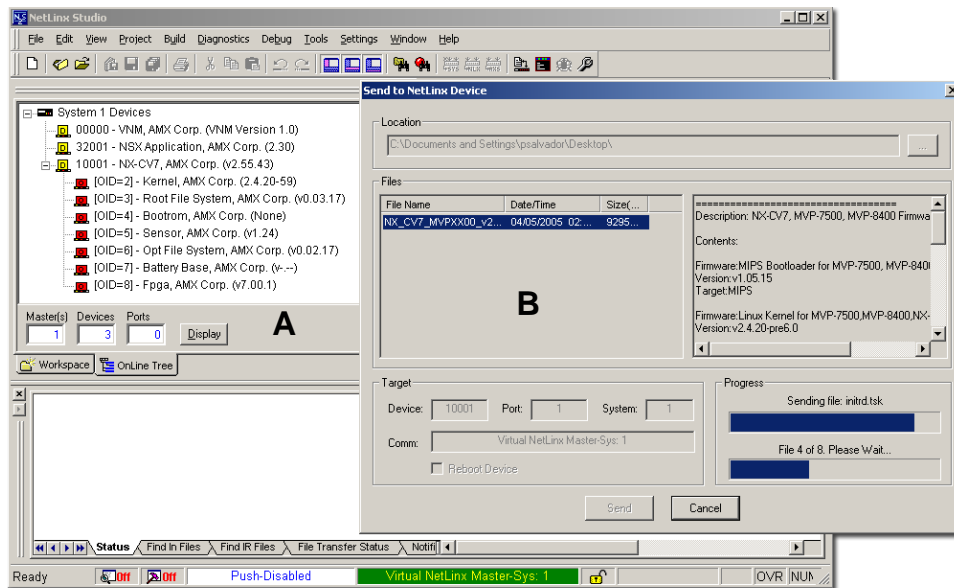 NetLinx Studio
File Edit View Project Build Diagnostics Debug Tools Settings Window Help
System 1 Devices
00000 - VNM, AMX Corp. (VNM Version 1.0)
32001 - NSX Application, AMX Corp. (2.30)
10001 - NX-CV7, AMX Corp. (v2.55.43)
[OID=2] - Kernel, AMX Corp. (2.4.20-59)
[OID=3] - Root File System, AMX Corp. (v0.03.17)
[OID=4] - Bootrom, AMX Corp. (None)
[OID=5] - Sensor, AMX Corp. (v1.24)
[OID=6] - Opt File System, AMX Corp. (v0.02.17)
[OID=7] - Battery Base, AMX Corp. (v-.--)
[OID=8] - Fpga, AMX Corp. (v7.00.1)
Master(s) Devices Ports
1 3 0 Display
A
Workspace OnLine Tree
Send to NetLinx Device
Location
C:\Documents and Settings\psalvador\Desktop\ ...
Files
File Name Date/Time Size(...
NX_CV7_MVPXX00_v2... 04/05/2005 02:... 9295...
B
==================================
Description: NX-CV7, MVP-7500, MVP-8400 Firmwa
Contents:
Firmware:MIPS Bootloader for MVP-7500, MVP-840
Version:v1.05.15
Target:MIPS
Firmware:Linux Kernel for MVP-7500,MVP-8400,NX-
Version:v2.4.20-pre6.0
Target
Device: 10001 Port: 1 System: 1
Comm: Virtual NetLinx Master-Sys: 1
Reboot Device
Progress
Sending file: initrd.tsk
File 4 of 8. Please Wait...
Send Cancel
Status Find In Files Find IR Files File Transfer Status Notifi
Ready Off Off Push-Disabled Virtual NetLinx Master-Sys: 1 OVR NUM